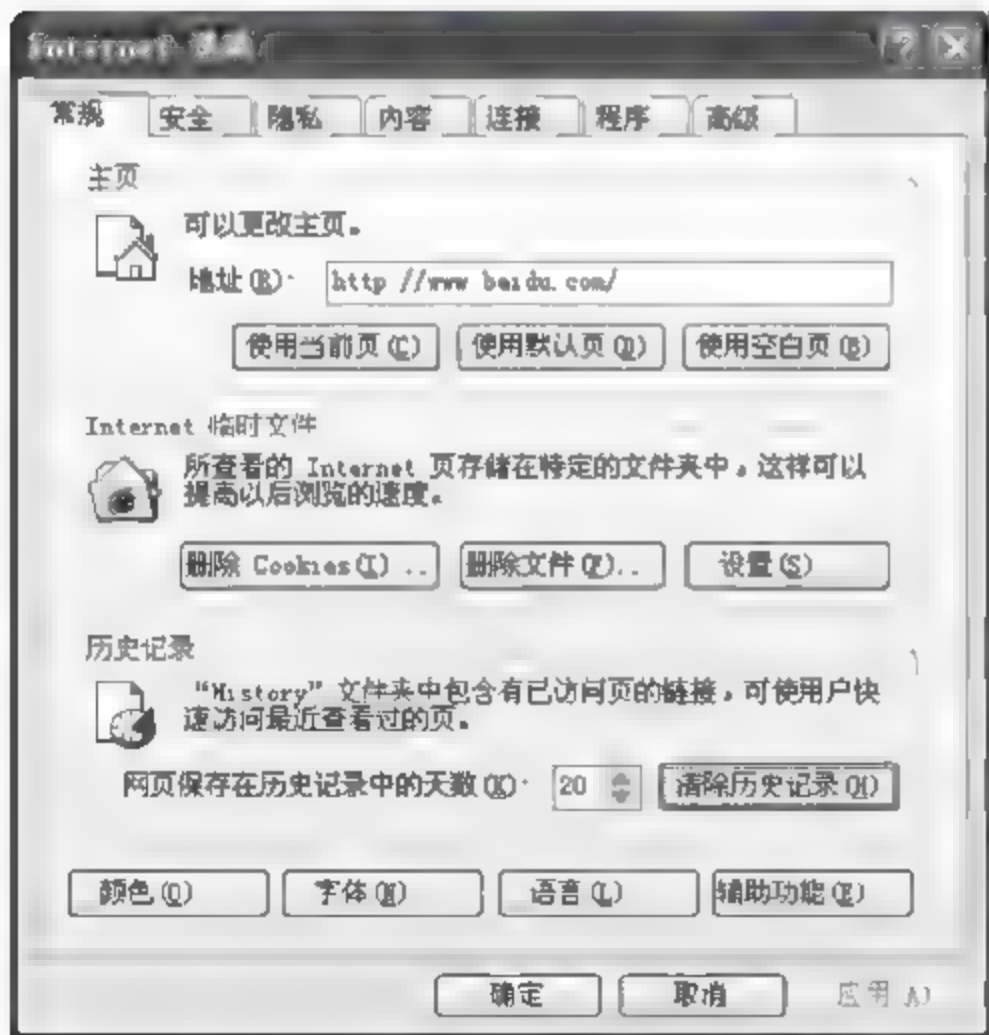 Internet 选项
常规 安全 隐私 内容 连接 程序 高级
主页
可以更改主页。
地址(R): http //www baidu.com/
使用当前页(C) 使用默认页(D) 使用空白页(B)
Internet 临时文件
所查看的 Internet 页存储在特定的文件夹中，这样可以
提高以后浏览的速度。
删除 Cookies(I) .. 删除文件(F)... 设置(S)
历史记录
“History”文件夹中包含有已访问页的链接，可使用户快
速访问最近查看过的页。
网页保存在历史记录中的天数(K): 20 清除历史记录(H)
颜色(O) 字体(N) 语言(L) 辅助功能(E)
确定 取消 应用 A)